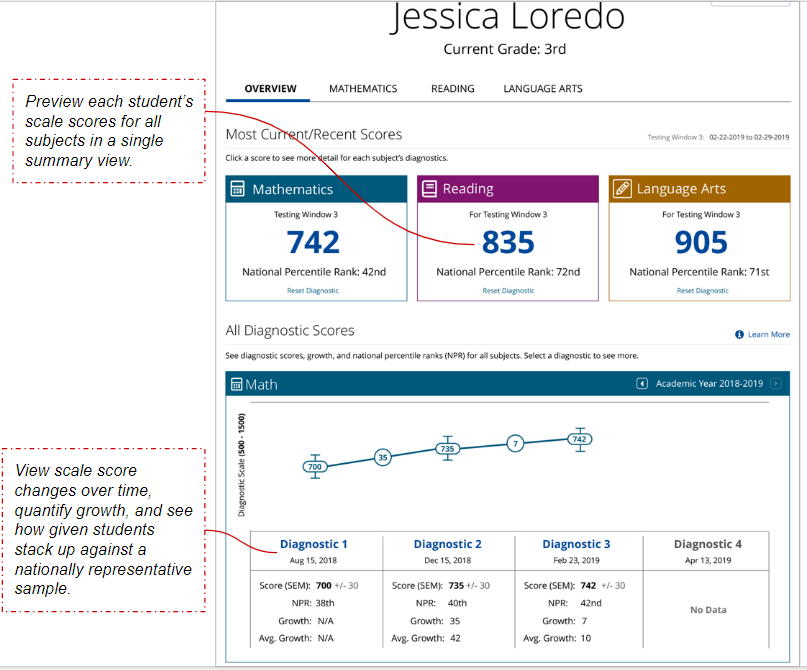 Jessica Loredo
Current Grade: 3rd
OVERVIEW MATHEMATICS READING LANGUAGE ARTS
Preview each student's
scale scores for all
subjects in a single
summary view.
Most Current/Recent Scores
Testing Window 3: 02-22-2019 to 02-29-2019
Click a score to see more detail for each subject's diagnostics.
Mathematics
Testing Window 3
742
National Percentile Rank: 42nd
Reset Diagnostic
Reading
For Testing Window 3
835
National Percentile Rank: 72nd
Reset Diagnostic
Language Arts
For Testing Window 3
905
National Percentile Rank: 71st
Reset Diagnostic
All Diagnostic Scores
Learn More
See diagnostic scores, growth, and national percentile ranks (NPR) for all subjects. Select a diagnostic to see more.
Math
Academic Year 2018-2019
Diagnostic Scale (500 - 1500)
700 35 735 7 742
View scale score
changes over time,
quantify growth, and see
how given students
stack up against a
nationally representative
sample.
Diagnostic 1
Aug 15, 2018
Score (SEM): 700 +/- 30
NPR: 38th
Growth: N/A
Avg. Growth: N/A
Diagnostic 2
Dec 15, 2018
Score (SEM): 735 +/- 30
NPR: 40th
Growth: 35
Avg. Growth: 42
Diagnostic 3
Feb 23, 2019
Score (SEM): 742 +/- 30
NPR: 42nd
Growth: 7
Avg. Growth: 10
Diagnostic 4
Apr 13, 2019
No Data